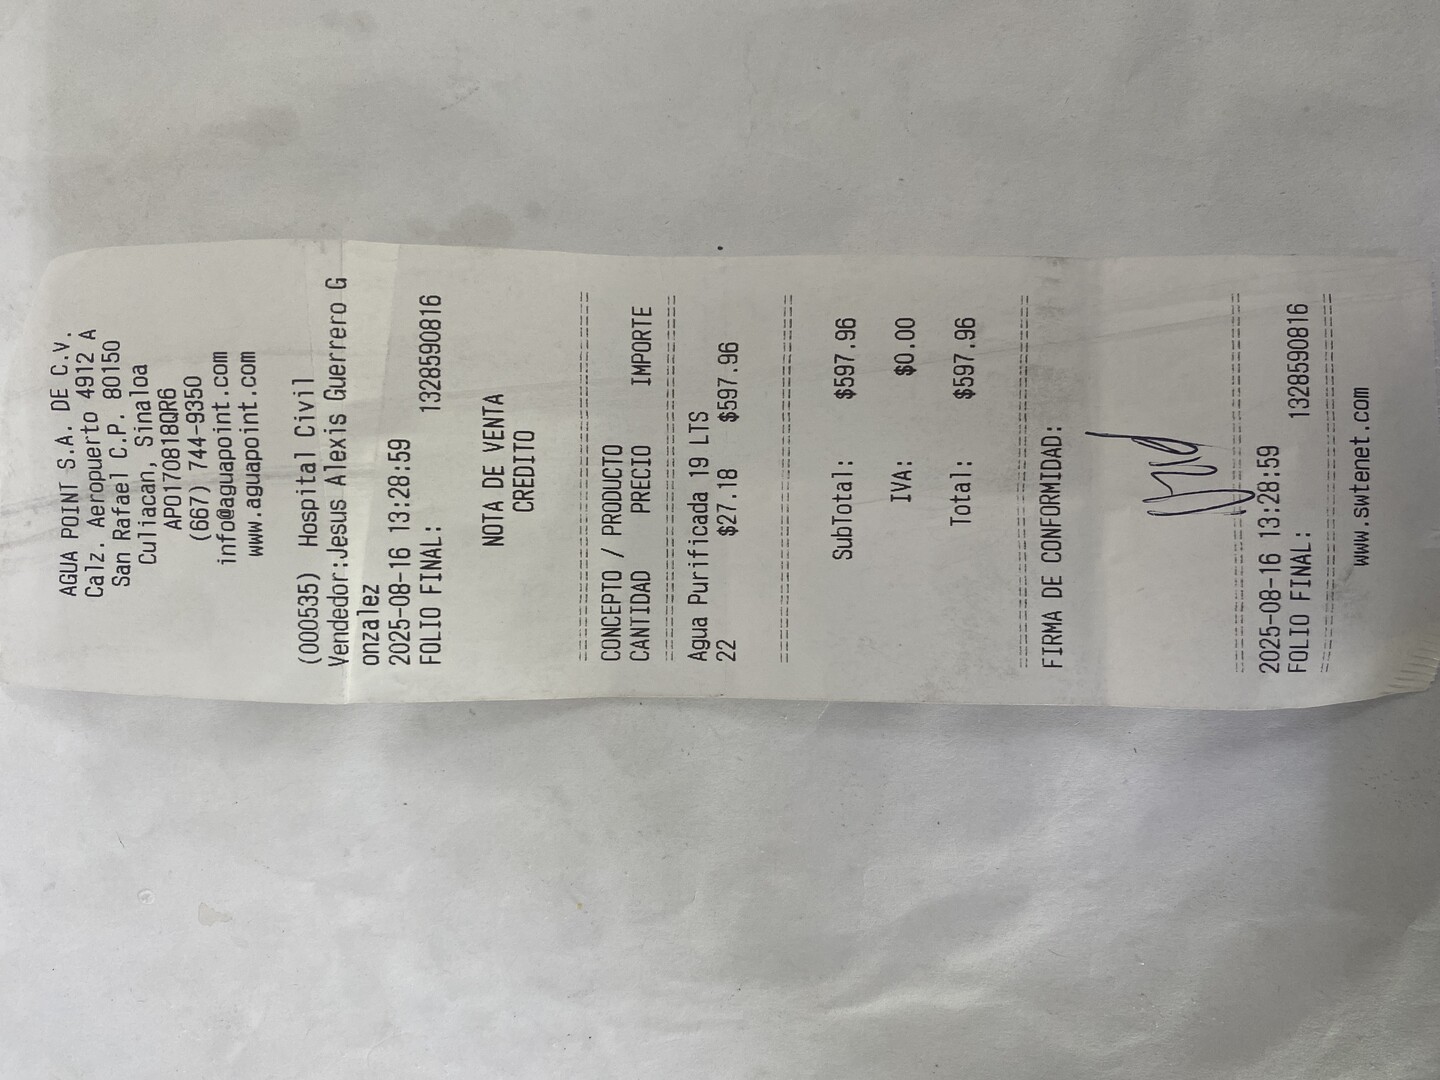 AGUA POINT S.A. DE C.V.
Calz. Aeropuerto 4912 A
San Rafael C.P. 80150
Culiacan, Sinaloa
APO170818QR6
(667) 744-9350
info@aguapoint.com
www.aguapoint.com
(000535) Hospital Civil
Vendedor:Jesus Alexis Guerrero G
onzalez
2025-08-16 13:28:59
FOLIO FINAL: 1328590816
NOTA DE VENTA
CREDITO
CONCEPTO / PRODUCTO
CANTIDAD PRECIO IMPORTE
Agua Purificada 19 LTS
22 $27.18 $597.96
SubTotal: $597.96
IVA: $0.00
Total: $597.96
FIRMA DE CONFORMIDAD:
2025-08-16 13:28:59
FOLIO FINAL: 1328590816
www.swtenet.com